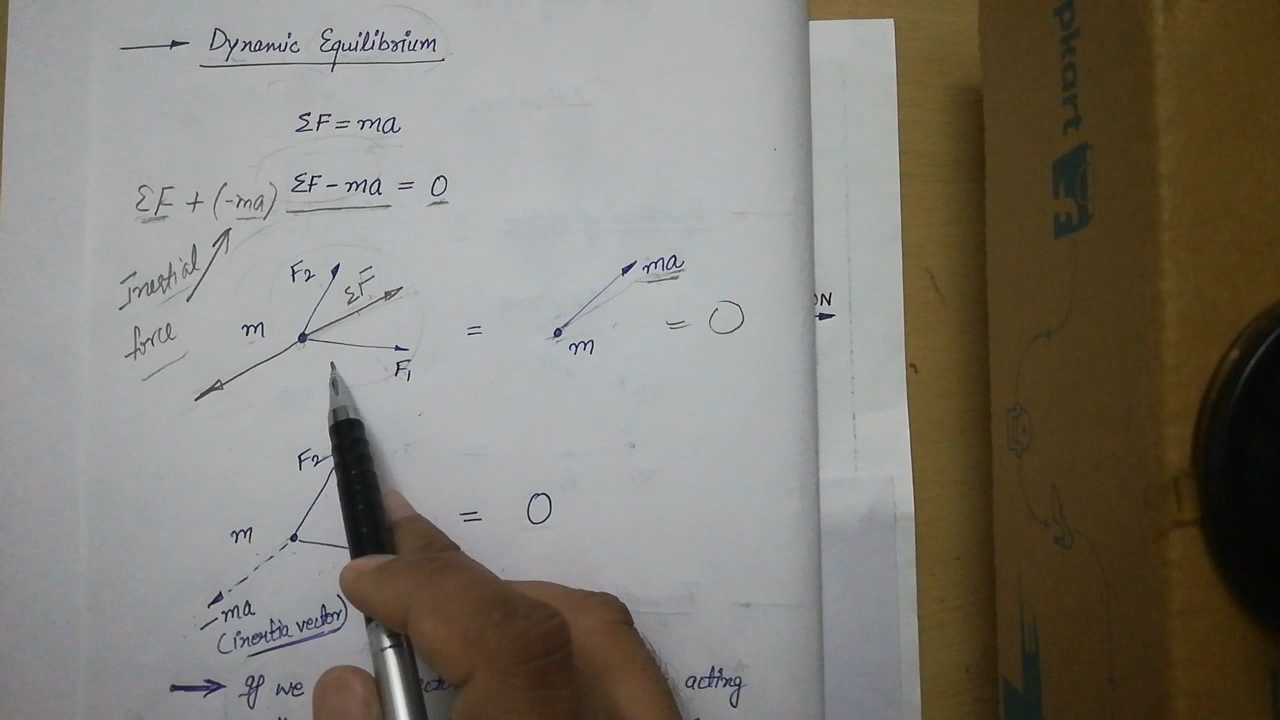 Dynamic Equilibrium
ΣF = ma
ΣF + (-ma) ΣF - ma = 0
Inertial
force
F2
ΣF
m
F1
=
ma
m
= 0
F2
m
= 0
-ma
(inertia vector)
If we acting
pkart
ON